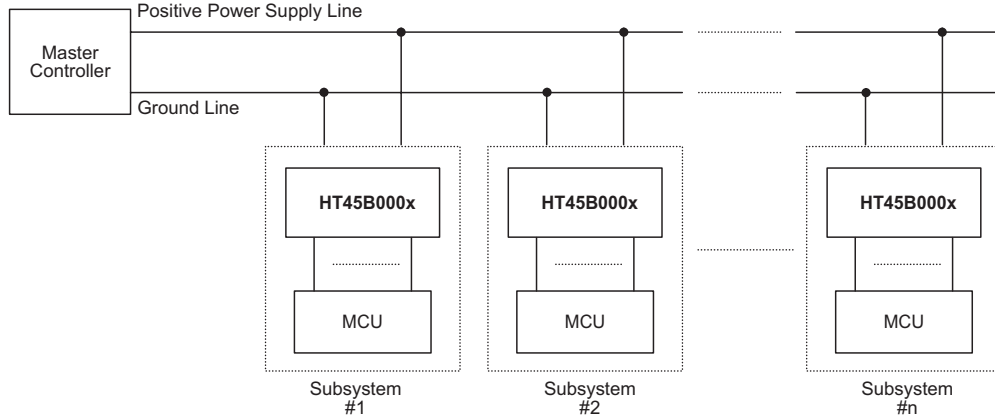 Positive Power Supply Line
Master
Controller
Ground Line
HT45B000x
HT45B000x
HT45B000x
MCU
MCU
MCU
Subsystem
#1
Subsystem
#2
Subsystem
#n